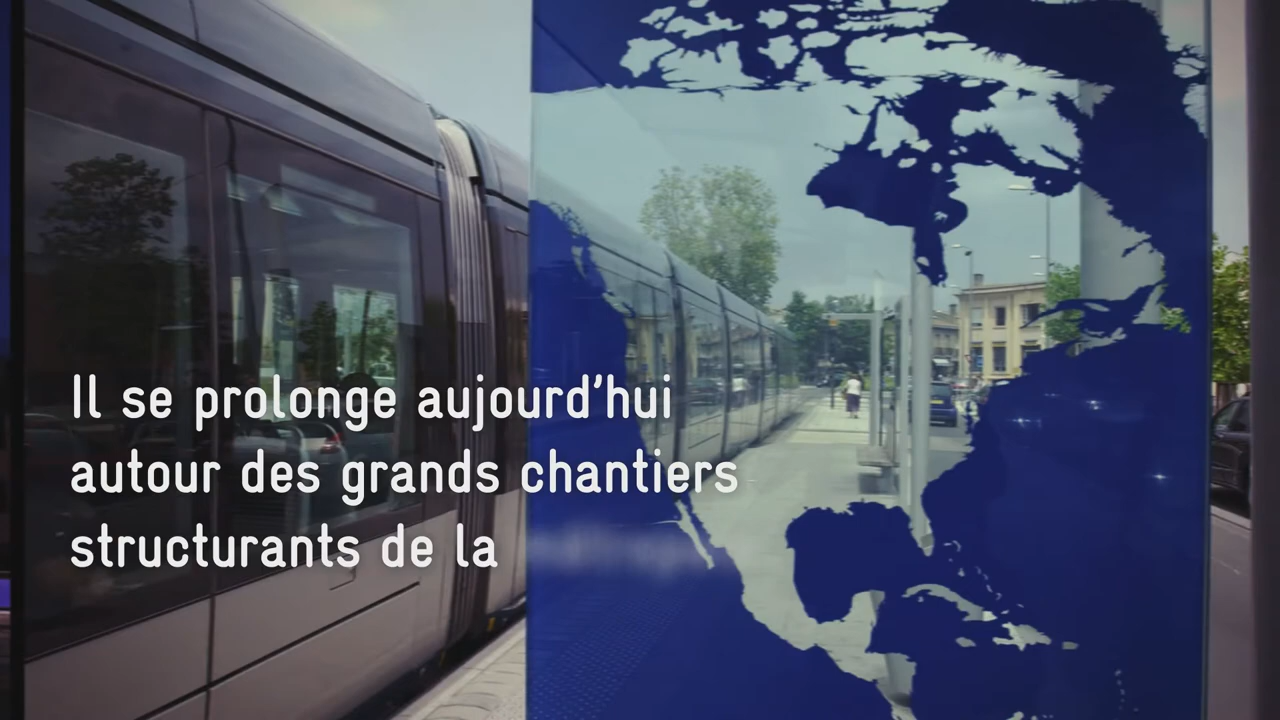 Il se prolonge aujourd’hui
autour des grands chantiers
structurants de la